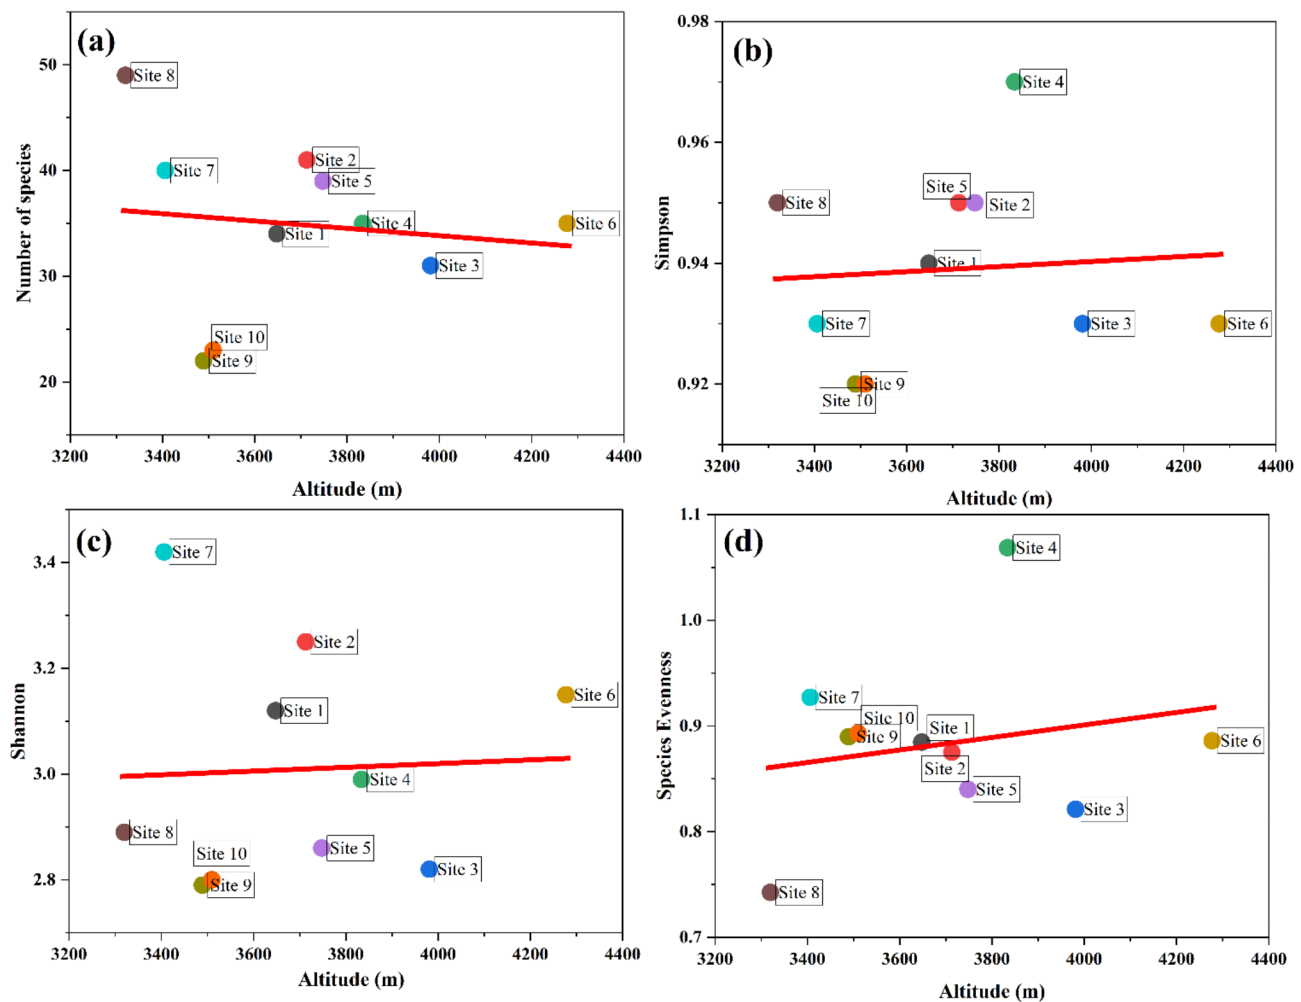 (a)
50
40
30
20
Number of species
Site 8
Site 7
Site 2
Site 5
Site 4
Site 1
Site 6
Site 3
Site 10
Site 9
3200 3400 3600 3800 4000 4200 4400
Altitude (m)
(b)
0.98
0.96
0.94
0.92
Simpson
Site 4
Site 5
Site 8
Site 2
Site 1
Site 7
Site 3
Site 6
Site 9
Site 10
3200 3400 3600 3800 4000 4200 4400
Altitude (m)
(c)
3.4
3.2
3.0
2.8
Shannon
Site 7
Site 2
Site 6
Site 1
Site 4
Site 8
Site 5
Site 10
Site 3
Site 9
3200 3400 3600 3800 4000 4200 4400
Altitude (m)
(d)
1.1
1.0
0.9
0.8
0.7
Species Evenness
Site 4
Site 7
Site 10
Site 1
Site 9
Site 6
Site 2
Site 5
Site 3
Site 8
3200 3400 3600 3800 4000 4200 4400
Altitude (m)